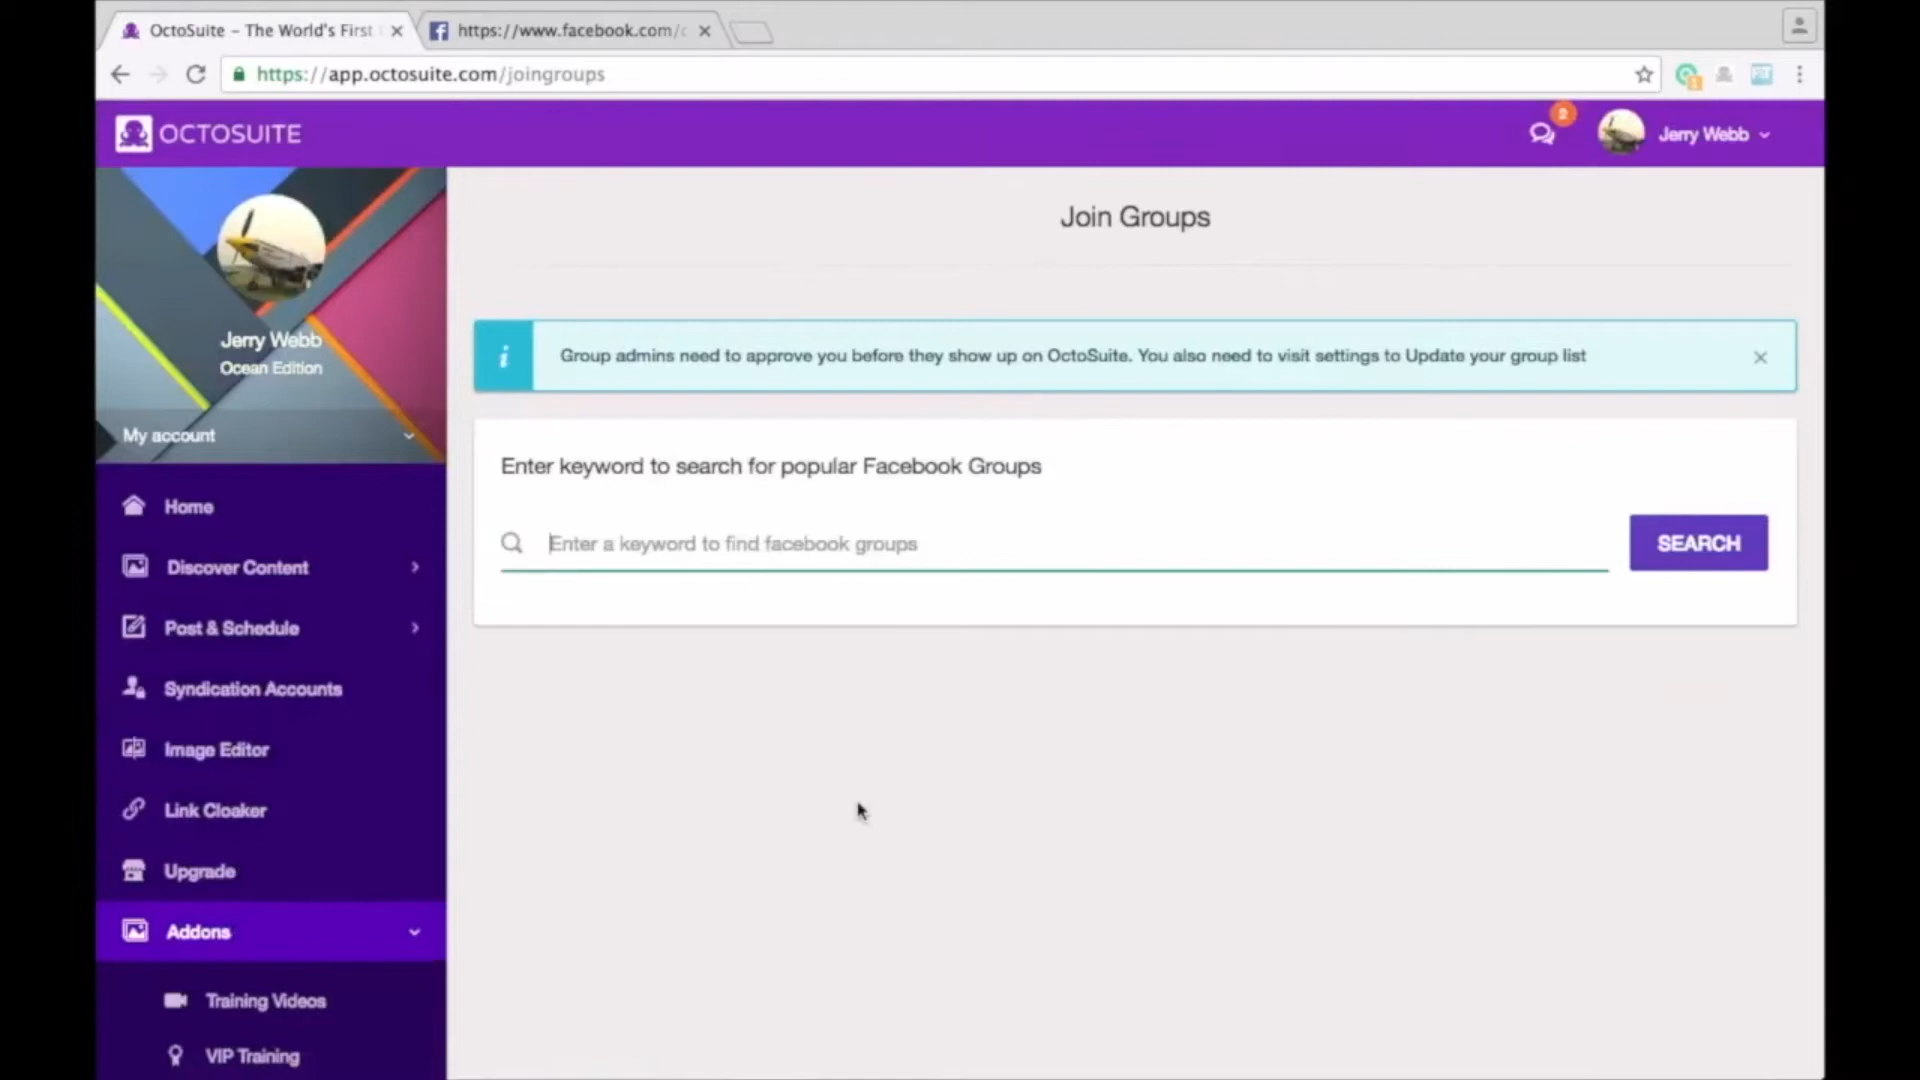 OctoSuite – The World's First
https://www.facebook.com/
https://app.octosuite.com/joingroups
OCTOSUITE
2
Jerry Webb
Jerry Webb
Ocean Edition
My account
Home
Discover Content
Post & Schedule
Syndication Accounts
Image Editor
Link Cloaker
Upgrade
Addons
Training Videos
VIP Training
Join Groups
i
Group admins need to approve you before they show up on OctoSuite. You also need to visit settings to Update your group list
Enter keyword to search for popular Facebook Groups
Enter a keyword to find facebook groups
SEARCH